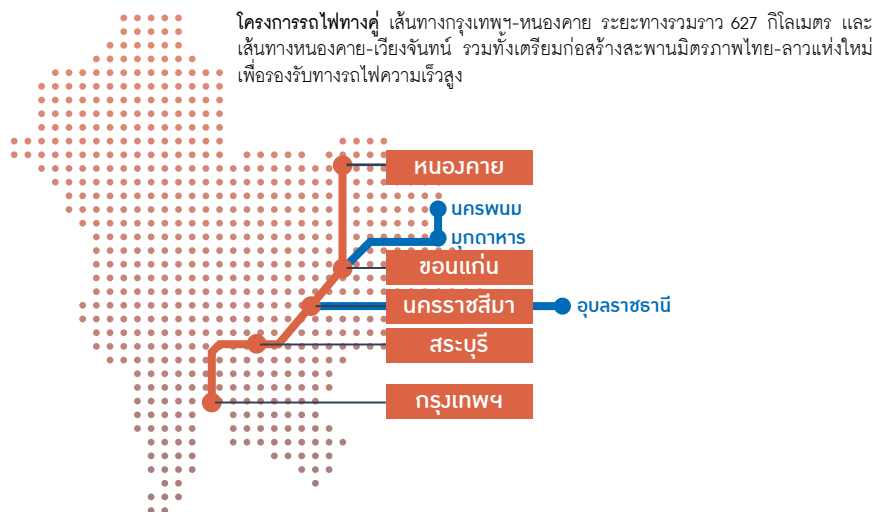 โครงการรถไฟทางคู่ เส้นทางกรุงเทพฯ-หนองคาย ระยะทางรวมราว 627 กิโลเมตร และ
เส้นทางหนองคาย-เวียงจันทน์ รวมทั้งเตรียมก่อสร้างสะพานมิตรภาพไทย-ลาวแห่งใหม่
เพื่อรองรับทางรถไฟความเร็วสูง
หนองคาย
นครพนม
มุกดาหาร
ขอนแก่น
นครราชสีมา
อุบลราชธานี
สระบุรี
กรุงเทพฯ